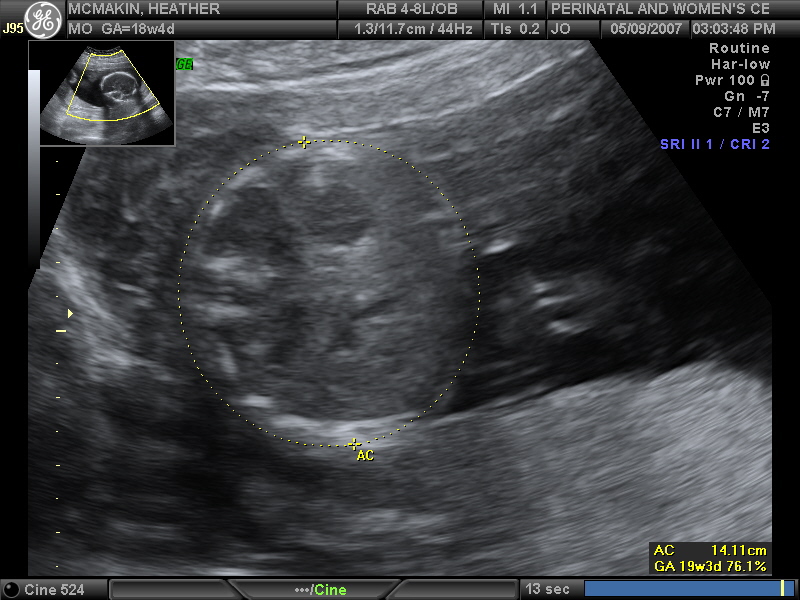 MCMAKIN, HEATHER RAB 4-8L/OB MI 1.1 PERINATAL AND WOMEN'S CE
J95 GE MO GA=18w4d 1.3/11.7cm / 44Hz TIs 0.2 JO 05/09/2007 03:03:48 PM
GE
Routine
Har-low
Pwr 100
Gn -7
C7 / M7
E3
SRI II 1 / CRI 2
AC
AC 14.11cm
GA 19w3d 76.1%
Cine 524 •••/Cine 13 sec